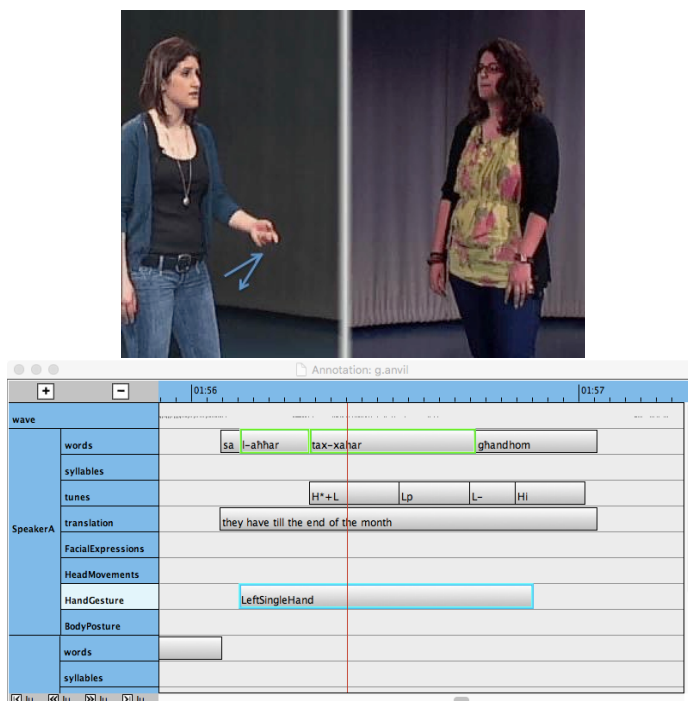 Annotation: g.anvil
+ − 01:56 01:57
wave
SpeakerA
words sa l-ahhar tax-xahar ghandhom
syllables
tunes H*+L Lp L- Hi
translation they have till the end of the month
FacialExpressions
HeadMovements
HandGesture LeftSingleHand
BodyPosture
words
syllables